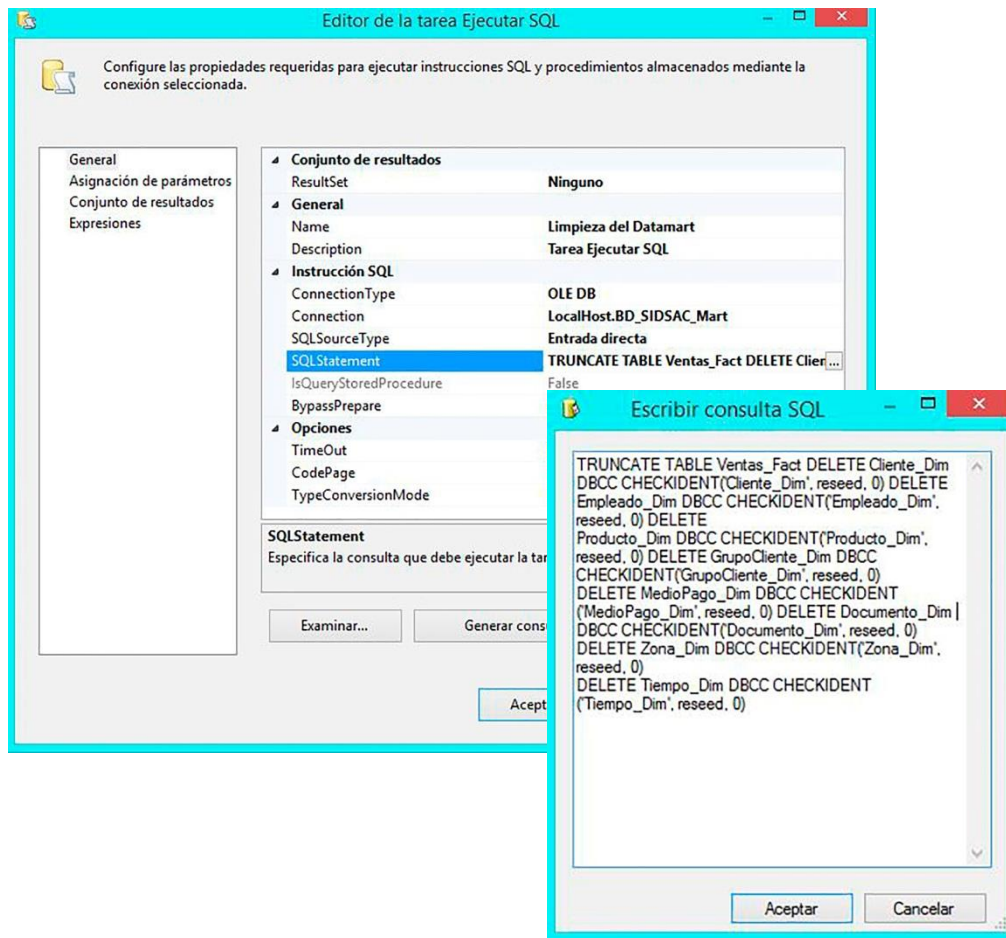 Editor de la tarea Ejecutar SQL
Configure las propiedades requeridas para ejecutar instrucciones SQL y procedimientos almacenados mediante la
conexión seleccionada.
General
Asignación de parámetros
Conjunto de resultados
Expresiones
Conjunto de resultados
ResultSet Ninguno
General
Name Limpieza del Datamart
Description Tarea Ejecutar SQL
Instrucción SQL
ConnectionType OLE DB
Connection LocalHost.BD_SIDSAC_Mart
SQLSourceType Entrada directa
SQLStatement TRUNCATE TABLE Ventas_Fact DELETE Clier ...
IsQueryStoredProcedure False
BypassPrepare
Opciones
TimeOut
CodePage
TypeConversionMode
SQLStatement
Especifica la consulta que debe ejecutar la tar
Examinar... Generar consu
Acept
Escribir consulta SQL
TRUNCATE TABLE Ventas_Fact DELETE Cliente_Dim
DBCC CHECKIDENT('Cliente_Dim', reseed, 0) DELETE
Empleado_Dim DBCC CHECKIDENT('Empleado_Dim',
reseed, 0) DELETE
Producto_Dim DBCC CHECKIDENT('Producto_Dim',
reseed, 0) DELETE GrupoCliente_Dim DBCC
CHECKIDENT('GrupoCliente_Dim', reseed, 0)
DELETE MedioPago_Dim DBCC CHECKIDENT
('MedioPago_Dim', reseed, 0) DELETE Documento_Dim
DBCC CHECKIDENT('Documento_Dim', reseed, 0)
DELETE Zona_Dim DBCC CHECKIDENT('Zona_Dim',
reseed, 0)
DELETE Tiempo_Dim DBCC CHECKIDENT
('Tiempo_Dim', reseed, 0)
Aceptar Cancelar